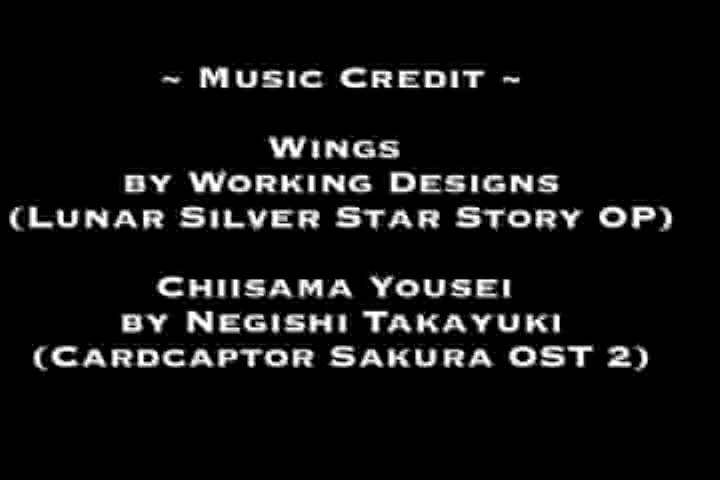 ~ Music Credit ~
Wings
by Working Designs
(Lunar Silver Star Story OP)
Chiisama Yousei
by Negishi Takayuki
(Cardcaptor Sakura OST 2)